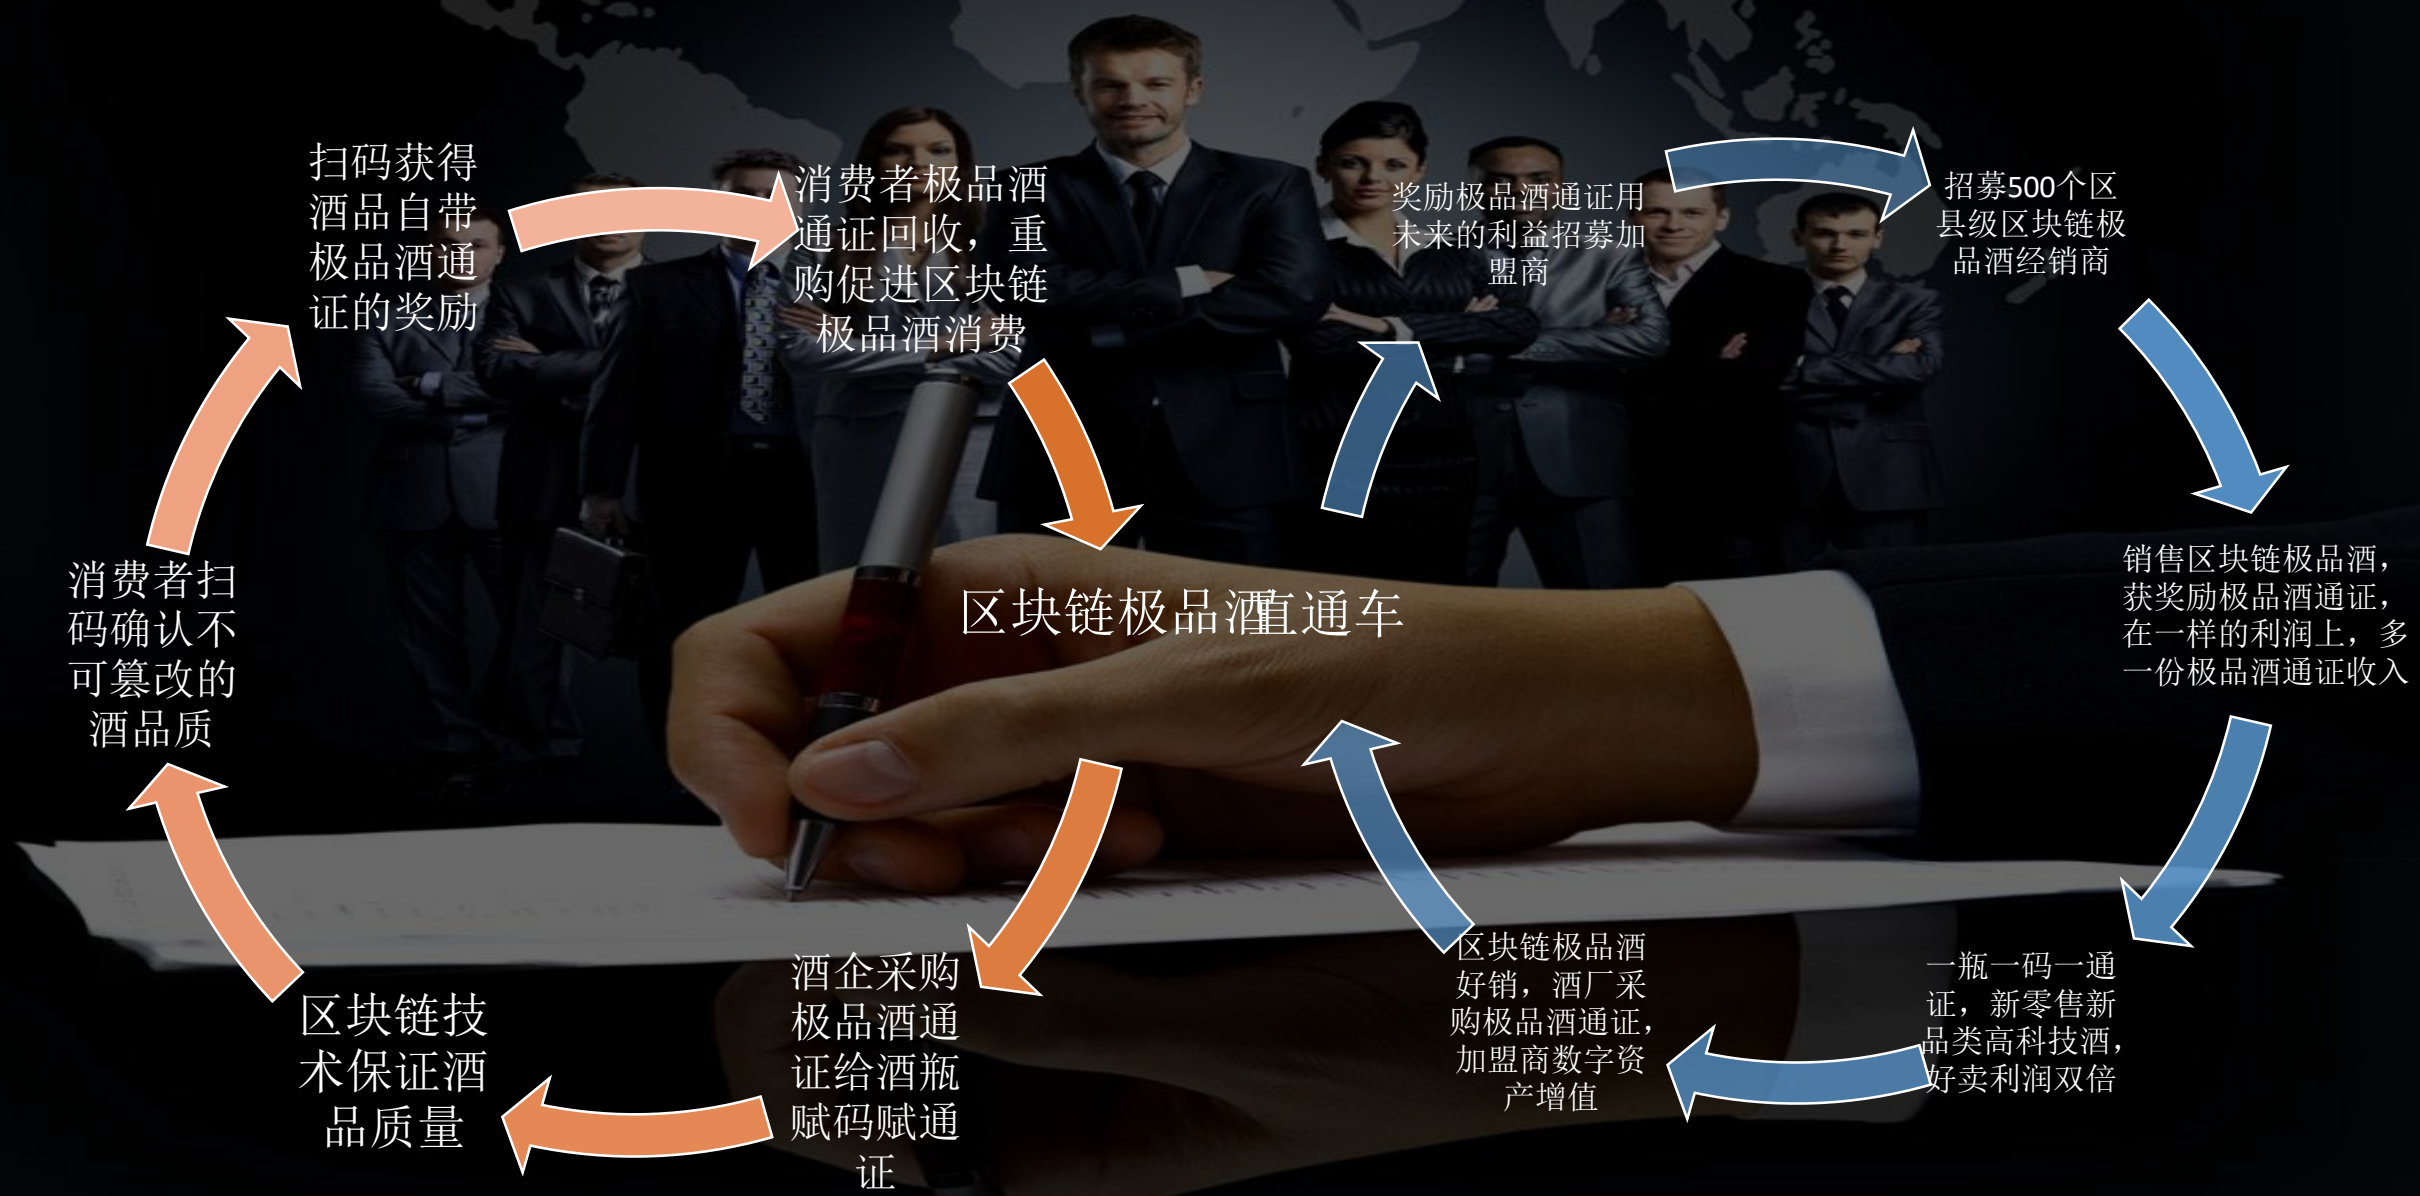 扫码获得
酒品自带
极品酒通
证的奖励
消费者极品酒
通证回收，重
购促进区块链
极品酒消费
奖励极品酒通证用
未来的利益招募加
盟商
招募500个区
县级区块链极
品酒经销商
消费者扫
码确认不
可篡改的
酒品质
区块链极品酒直通车
销售区块链极品酒，
获奖励极品酒通证，
在一样的利润上，多
一份极品酒通证收入
区块链技
术保证酒
品质量
酒企采购
极品酒通
证给酒瓶
赋码赋通
证
区块链极品酒
好销，酒厂采
购极品酒通证，
加盟商数字资
产增值
一瓶一码一通
证，新零售新
品类高科技酒，
好卖利润双倍